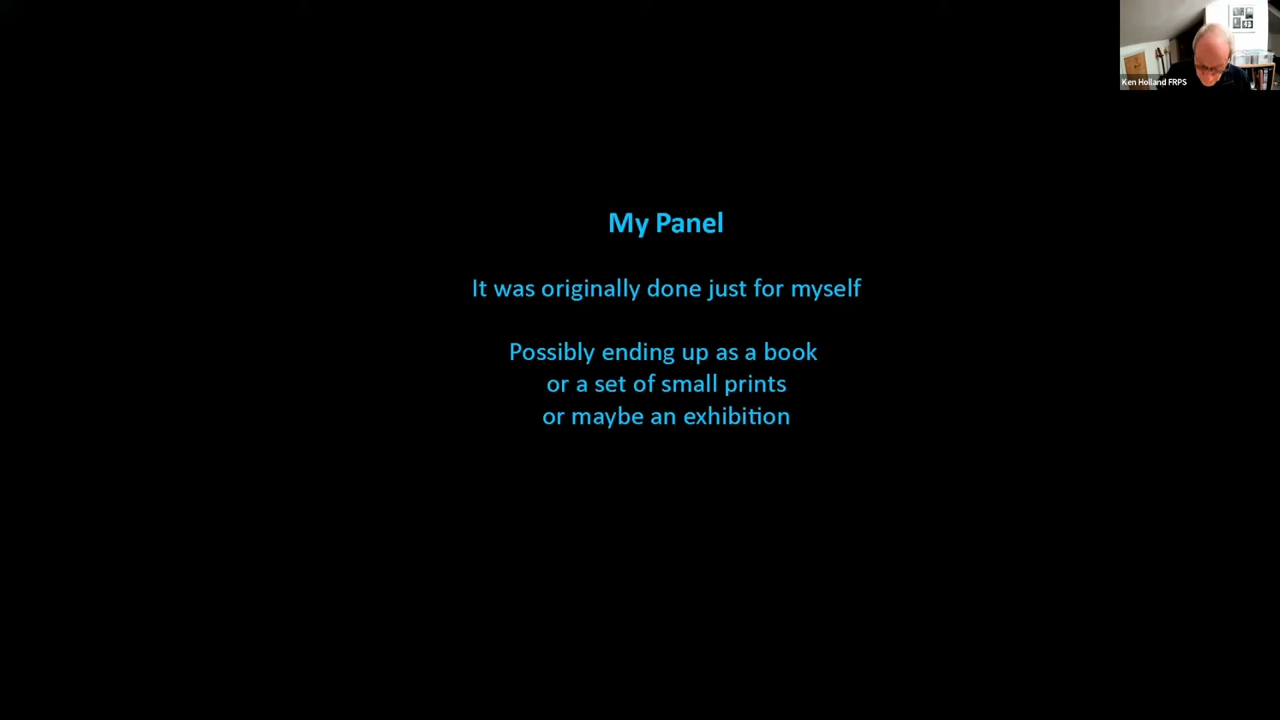 Ken Holland FRPS
My Panel
It was originally done just for myself
Possibly ending up as a book
or a set of small prints
or maybe an exhibition